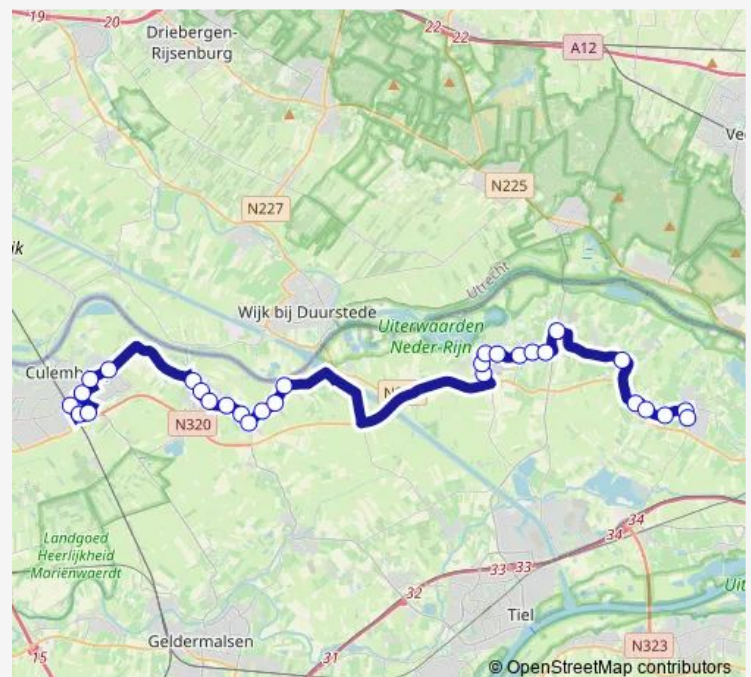 19
20
Driebergen-
Rijsenburg
22
22
A12
N225
N227
Utrecht
Wijk bij Duurstede
Uiterwaarden
Neder-Rijn
N320
Landgoed
Heerlijkheid
Mariënwaerdt
34
34
33
33
32
Tiel
Geldermalsen
31
15
N323
© OpenStreetMap contributors